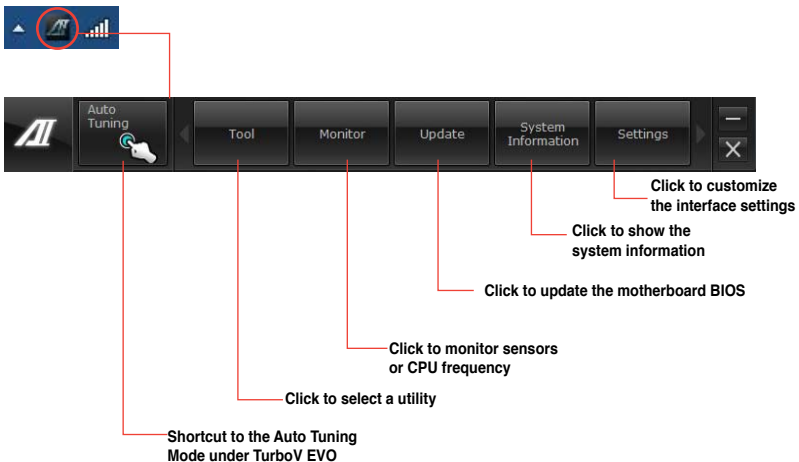 Auto
Tuning
Tool
Monitor
Update
System
Information
Settings
Click to customize
the interface settings
Click to show the
system information
Click to update the motherboard BIOS
Click to monitor sensors
or CPU frequency
Click to select a utility
Shortcut to the Auto Tuning
Mode under TurboV EVO